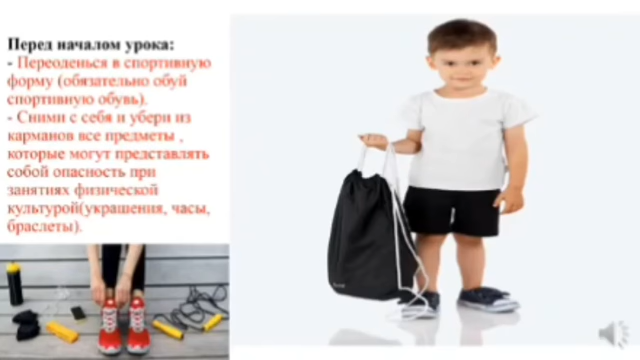 Перед началом урока:
- Переоденься в спортивную
форму (обязательно обуй
спортивную обувь).
- Сними с себя и убери из
карманов все предметы ,
которые могут представлять
собой опасность при
занятиях физической
культурой(украшения, часы,
браслеты).